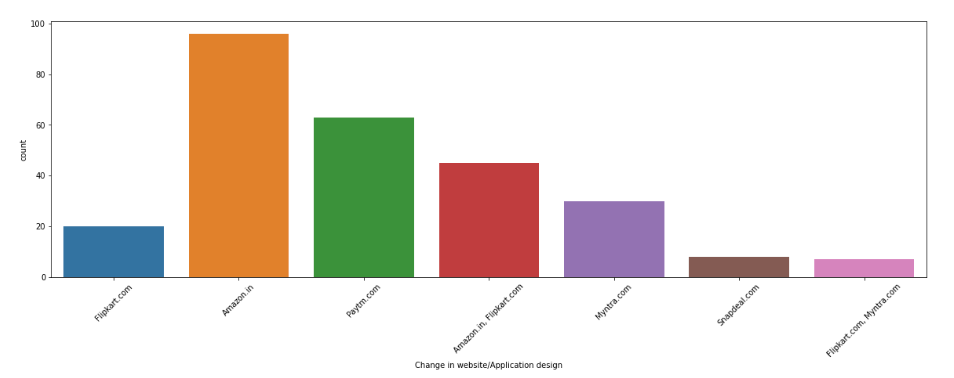 100
80
60
40
20
0
count
Flipkart.com
Amazon.in
Paytm.com
Amazon.in, Flipkart.com
Myntra.com
Snapdeal.com
Flipkart.com, Myntra.com
Change in website/Application design